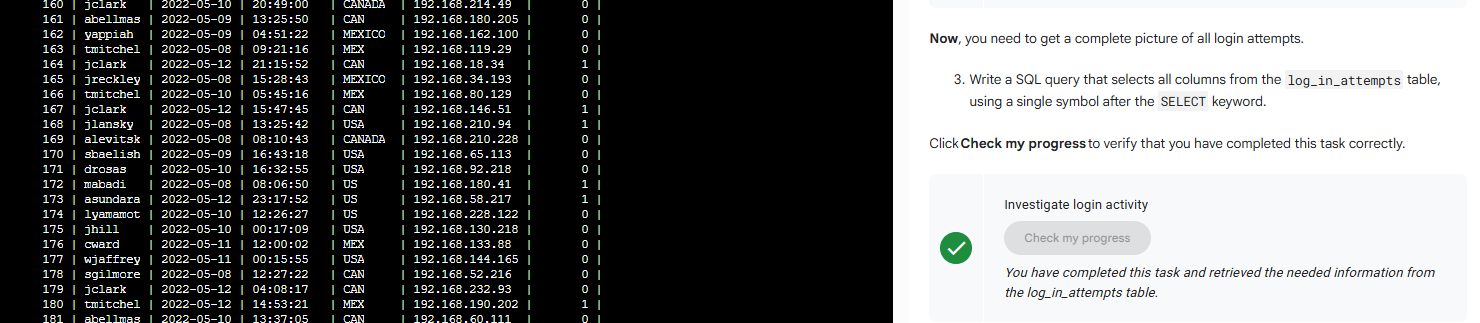 160 | jclark | 2022-05-10 | 20:49:00 | CANADA | 192.168.214.49 | 0 |
161 | abellmas | 2022-05-09 | 13:25:50 | CAN | 192.168.180.205 | 0 |
162 | yappiah | 2022-05-09 | 04:51:22 | MEXICO | 192.168.162.100 | 0 |
163 | tmitchel | 2022-05-08 | 09:21:16 | MEX | 192.168.119.29 | 0 |
164 | jclark | 2022-05-12 | 21:15:52 | CAN | 192.168.18.34 | 1 |
165 | jreckley | 2022-05-08 | 15:28:43 | MEXICO | 192.168.34.193 | 0 |
166 | tmitchel | 2022-05-10 | 05:45:16 | MEX | 192.168.80.129 | 0 |
167 | jclark | 2022-05-12 | 15:47:45 | CAN | 192.168.146.51 | 1 |
168 | jlansky | 2022-05-08 | 13:25:42 | USA | 192.168.210.94 | 1 |
169 | alevitsk | 2022-05-08 | 08:10:43 | CANADA | 192.168.210.228 | 0 |
170 | sbaelish | 2022-05-09 | 16:43:18 | USA | 192.168.65.113 | 0 |
171 | drosas | 2022-05-10 | 16:32:55 | USA | 192.168.92.218 | 0 |
172 | mabadi | 2022-05-08 | 08:06:50 | US | 192.168.180.41 | 1 |
173 | asundara | 2022-05-12 | 23:17:52 | US | 192.168.58.217 | 1 |
174 | lyamamot | 2022-05-10 | 12:26:27 | US | 192.168.228.122 | 0 |
175 | jhill | 2022-05-10 | 00:17:09 | USA | 192.168.130.218 | 0 |
176 | cward | 2022-05-11 | 12:00:02 | MEX | 192.168.133.88 | 0 |
177 | wjaffrey | 2022-05-11 | 00:15:55 | USA | 192.168.144.165 | 0 |
178 | sgilmore | 2022-05-08 | 12:27:22 | CAN | 192.168.52.216 | 0 |
179 | jclark | 2022-05-12 | 04:08:17 | CAN | 192.168.232.93 | 0 |
180 | tmitchel | 2022-05-12 | 14:53:21 | MEX | 192.168.190.202 | 1 |
181 | abellmas | 2022-05-10 | 13:37:05 | CAN | 192.168.60.111 | 0 |
Now, you need to get a complete picture of all login attempts.
3. Write a SQL query that selects all columns from the log_in_attempts table,
using a single symbol after the SELECT keyword.
Click Check my progress to verify that you have completed this task correctly.
Investigate login activity
Check my progress
You have completed this task and retrieved the needed information from
the log_in_attempts table.